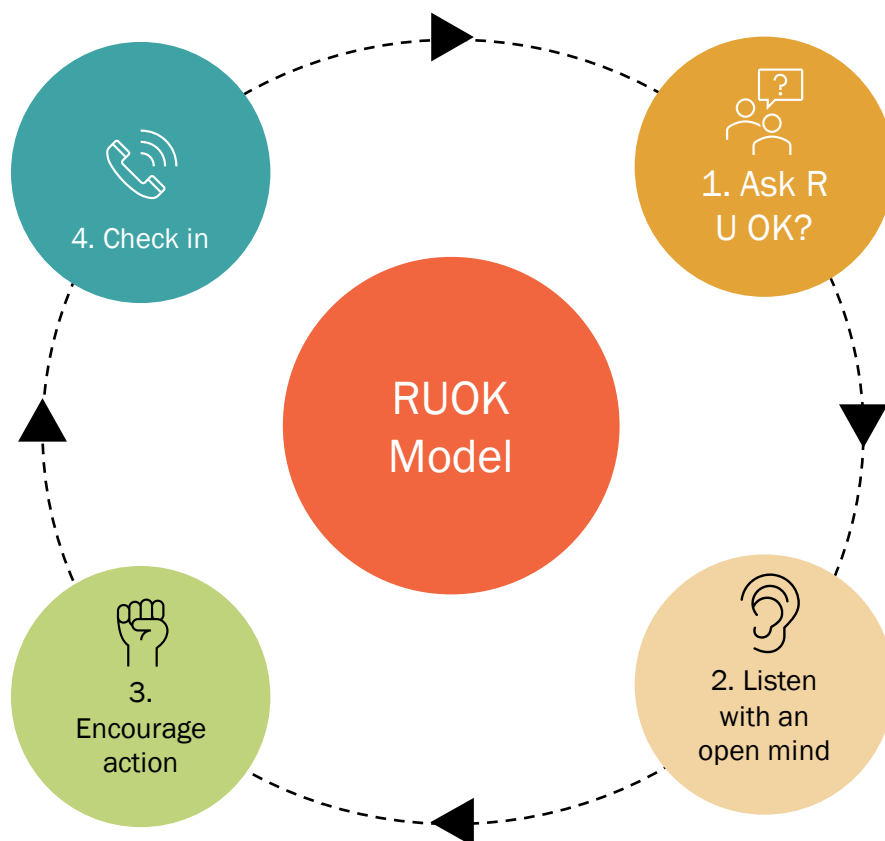 RUOK
Model
?
1. Ask R
U OK?
2. Listen
with an
open mind
3.
Encourage
action
4. Check in